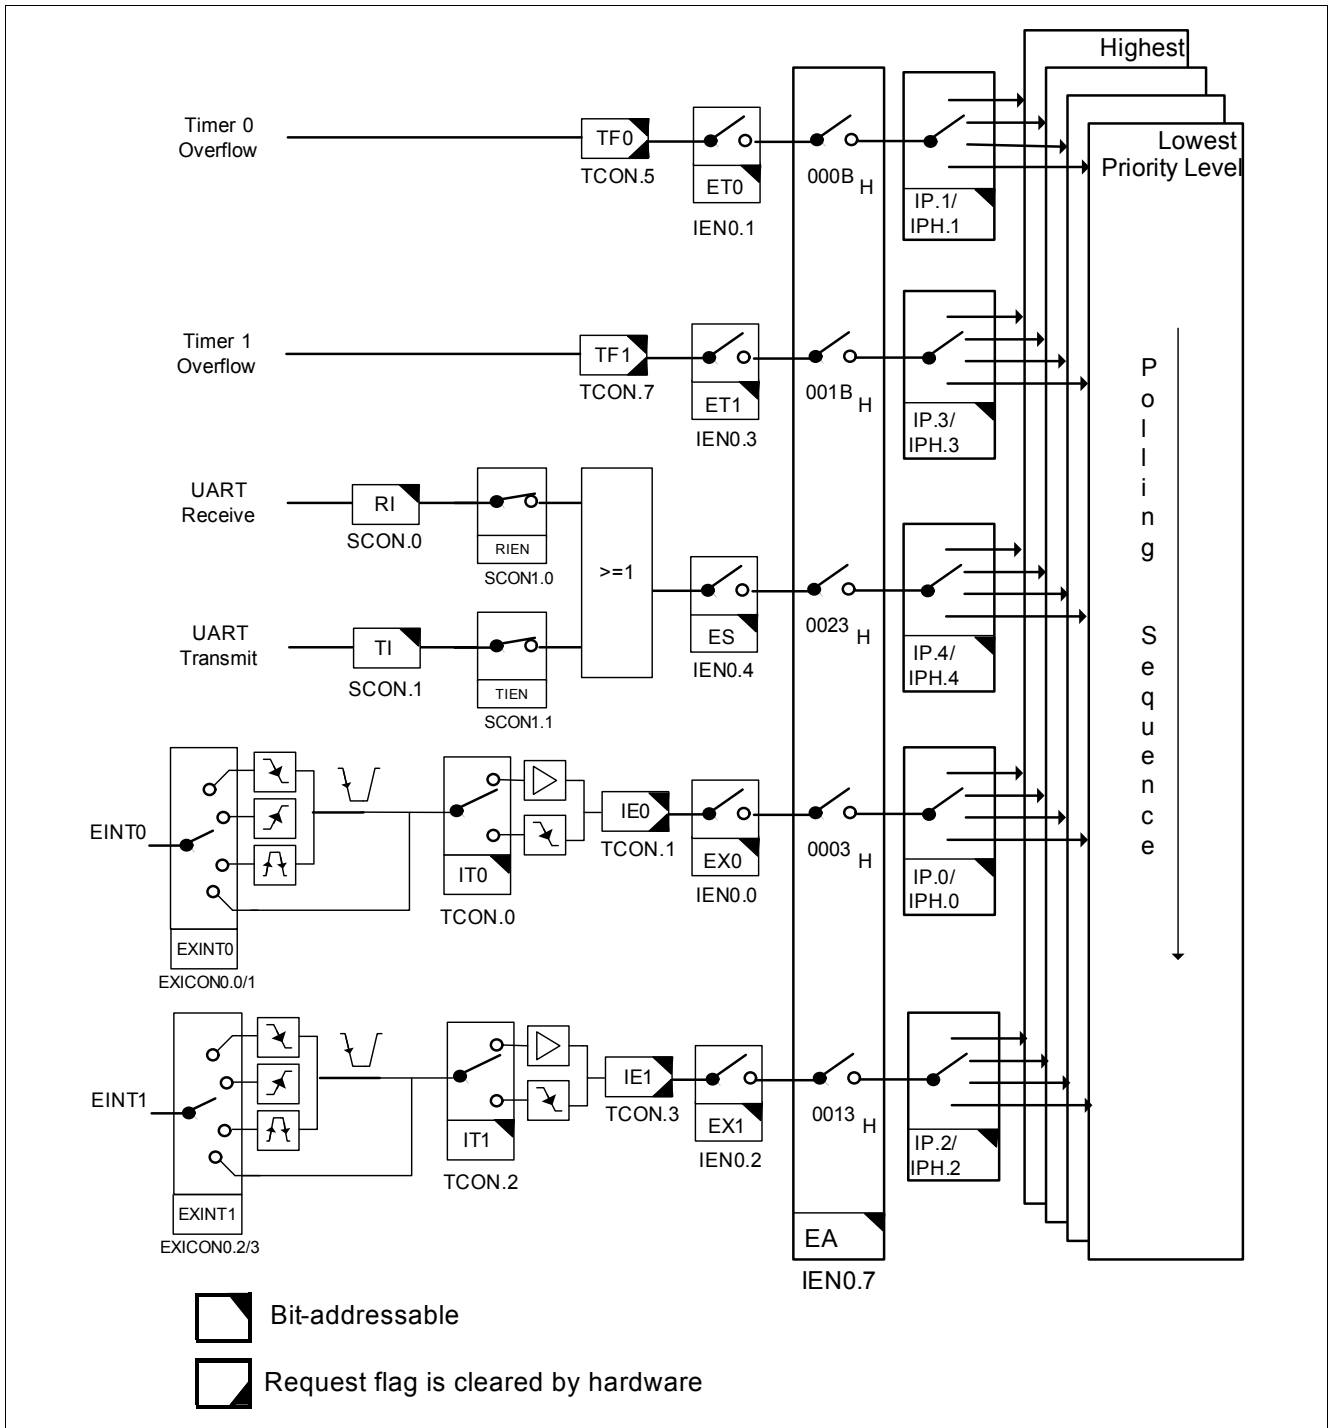 Highest
Lowest
Priority Level
Timer 0
Overflow
TF0
TCON.5
ET0
IEN0.1
000B H
IP.1/
IPH.1
Timer 1
Overflow
TF1
TCON.7
ET1
IEN0.3
001B H
IP.3/
IPH.3
UART
Receive
RI
SCON.0
RIEN
SCON1.0
>=1
UART
Transmit
TI
SCON.1
TIEN
SCON1.1
ES
IEN0.4
0023 H
IP.4/
IPH.4
EINT0
EXINT0
EXICON0.0/1
IT0
TCON.0
IE0
TCON.1
EX0
IEN0.0
0003 H
IP.0/
IPH.0
EINT1
EXINT1
EXICON0.2/3
IT1
TCON.2
IE1
TCON.3
EX1
IEN0.2
0013 H
IP.2/
IPH.2
EA
IEN0.7
Polling Sequence
Bit-addressable
Request flag is cleared by hardware